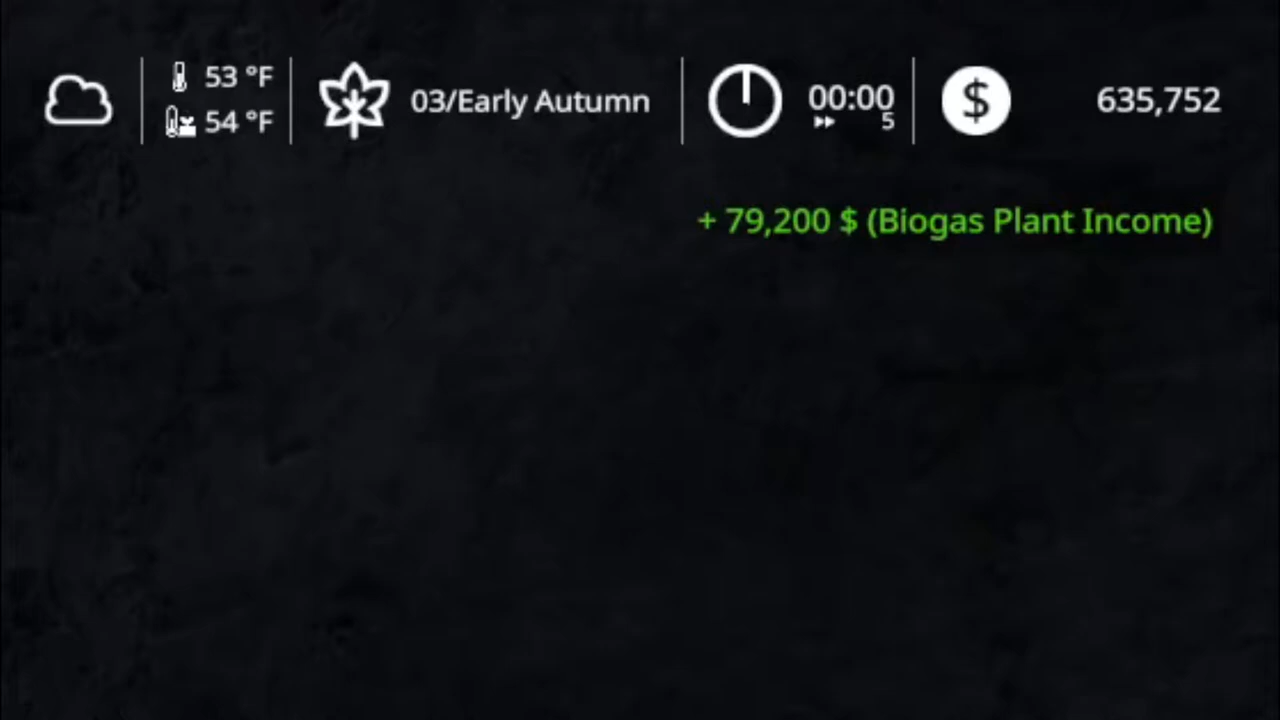 53 °F
54 °F
03/Early Autumn
00:00
5
$
635,752
+ 79,200 $ (Biogas Plant Income)